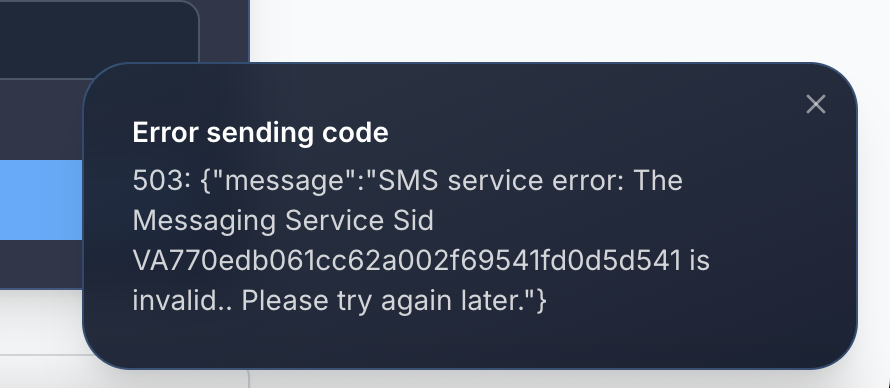 Error sending code
503: {"message":"SMS service error: The
Messaging Service Sid
VA770edb061cc62a002f69541fd0d5d541 is
invalid.. Please try again later."}